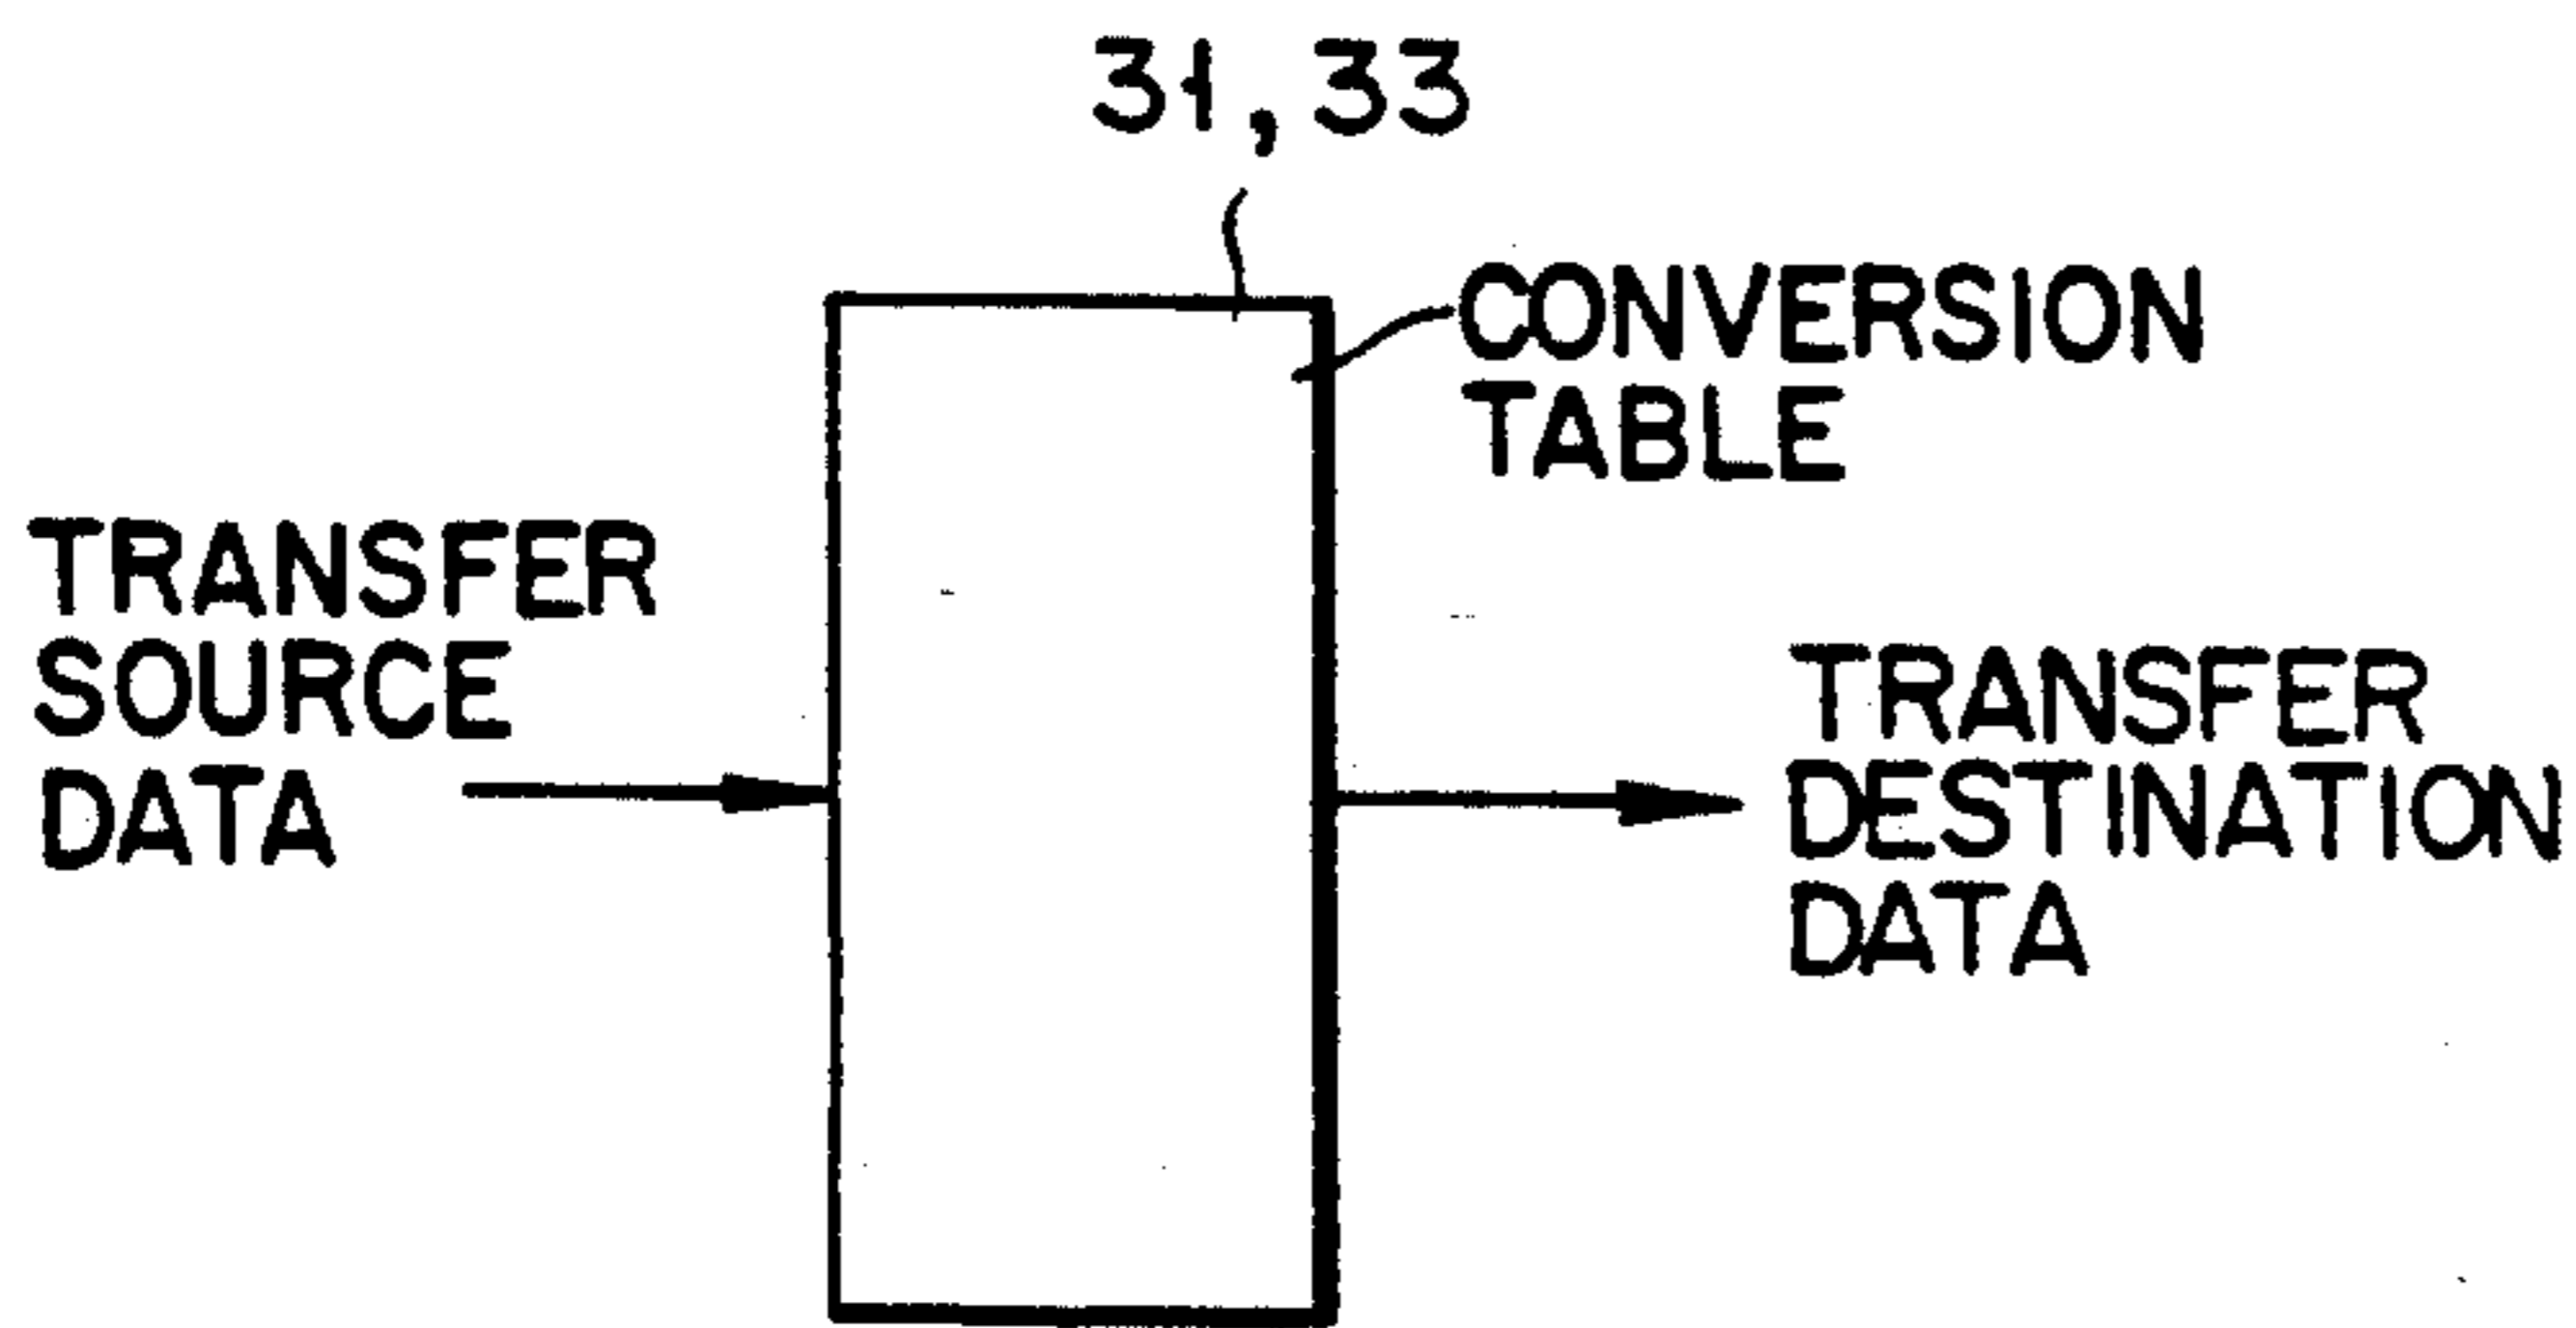 31, 33
CONVERSION
TABLE
TRANSFER
SOURCE
DATA
TRANSFER
DESTINATION
DATA